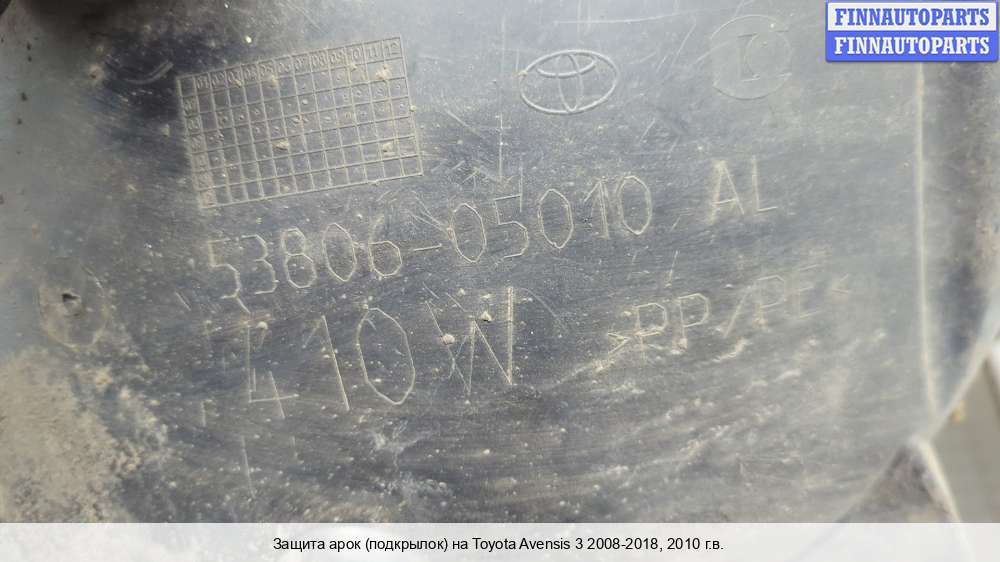 FINNAUTOPARTS
FINNAUTOPARTS
53806-05010 AL
410W >PP/PE<
Защита арок (подкрылок) на Toyota Avensis 3 2008-2018, 2010 г.в.